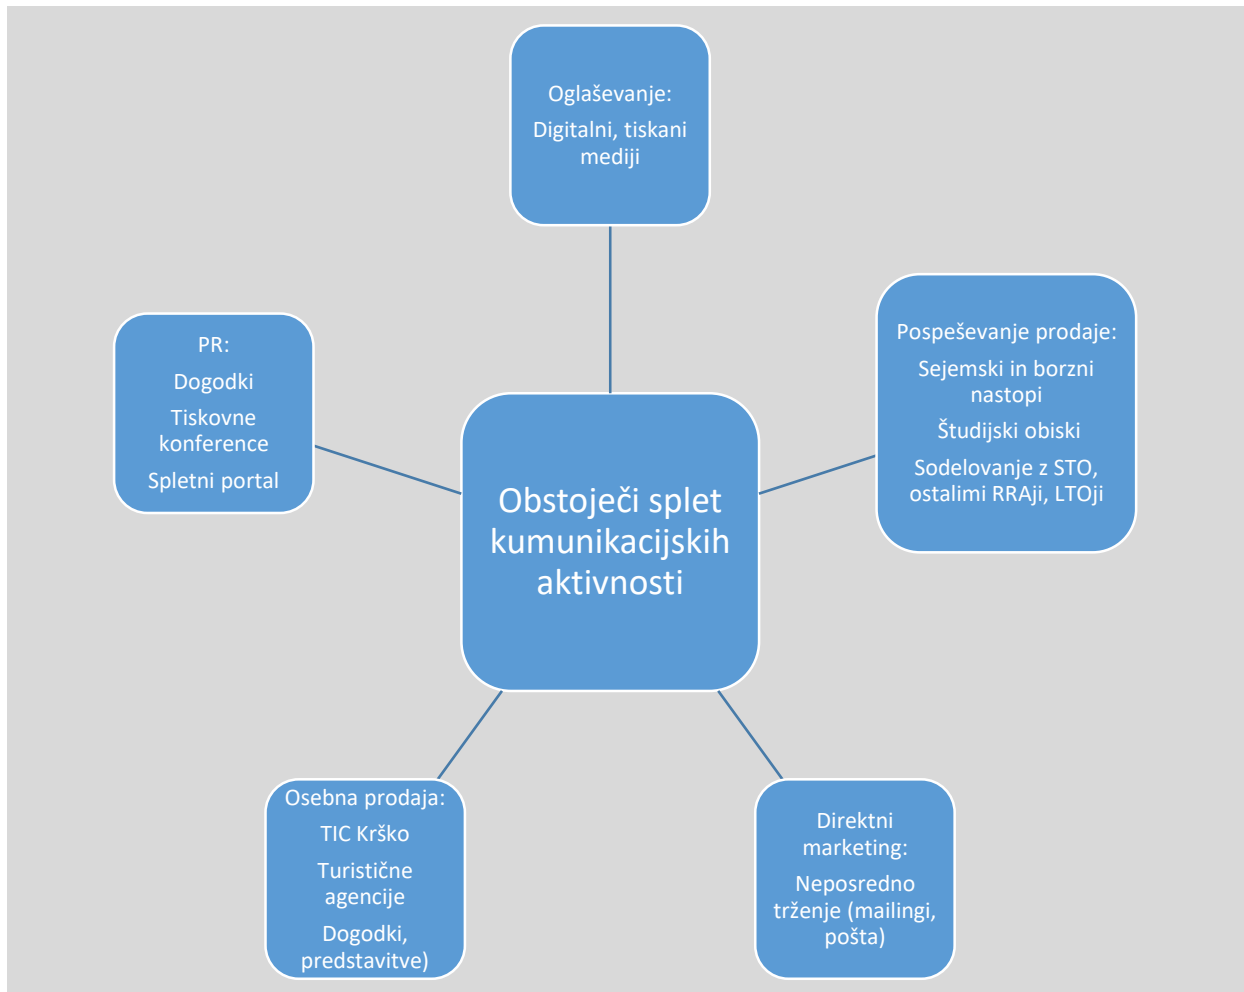 Oglaševanje:
Digitalni, tiskani
mediji
Pospeševanje prodaje:
Sejemski in borzni
nastopi
Študijski obiski
Sodelovanje z STO,
ostalimi RRAji, LTOji
PR:
Dogodki
Tiskovne
konference
Spletni portal
Obstoječi splet
kumunikacijskih
aktivnosti
Osebna prodaja:
TIC Krško
Turistične
agencije
Dogodki,
predstavitve)
Direktni
marketing:
Neposredno
trženje (mailingi,
pošta)